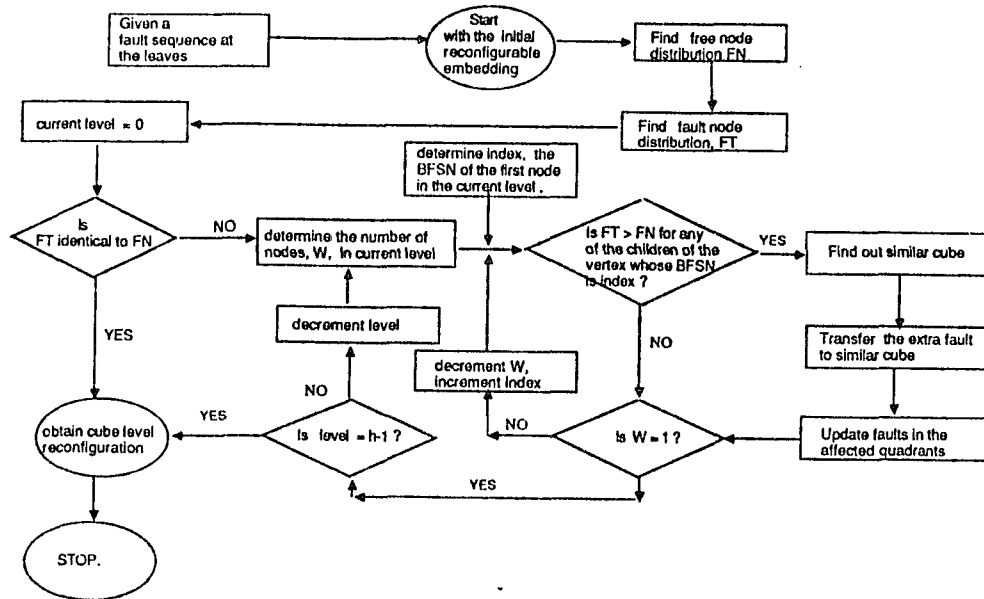 Given a
fault sequence at
the leaves
Start
with the initial
reconfigurable
embedding
Find free node
distribution FN
Find fault node
distribution, FT
current level = 0
determine index, the
BFSN of the first node
in the current level .
Is
FT identical to FN
NO
determine the number of
nodes, W, in current level
Is FT > FN for any
of the children of the
vertex whose BFSN
is index ?
YES
Find out similar cube
YES
decrement level
NO
Transfer the extra fault
to similar cube
NO
decrement W,
increment index
obtain cube level
reconfiguration
YES
Is level = h-1 ?
NO
Is W = 1 ?
Update faults in the
affected quadrants
YES
STOP.